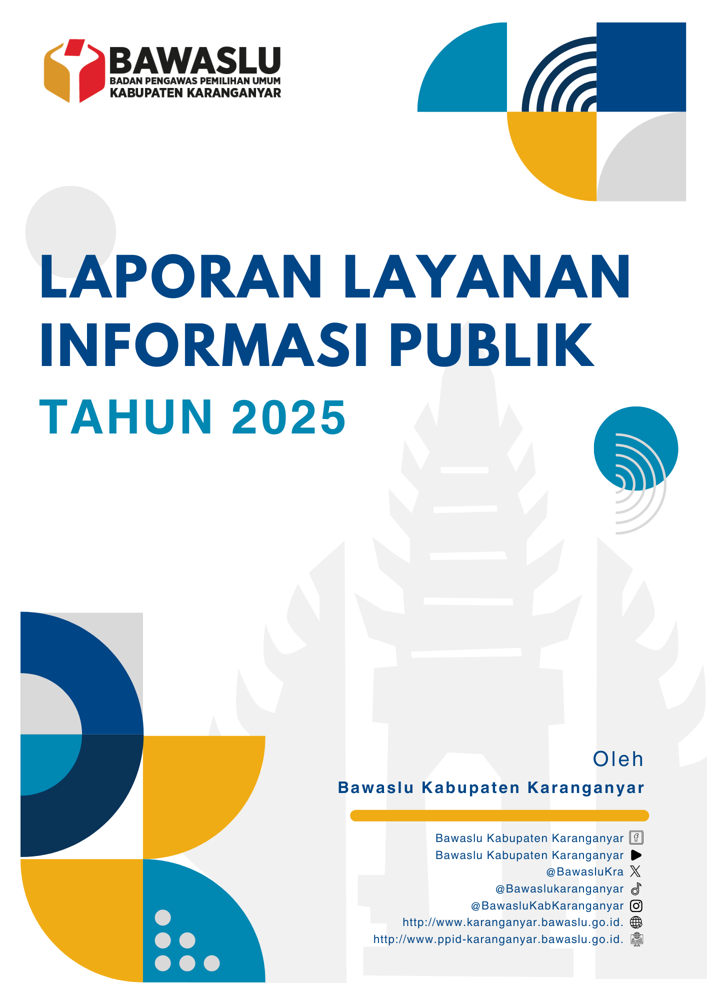 BAWASLU
BADAN PENGAWAS PEMILIHAN UMUM
KABUPATEN KARANGANYAR
LAPORAN LAYANAN
INFORMASI PUBLIK
TAHUN 2025
Oleh
Bawaslu Kabupaten Karanganyar
Bawaslu Kabupaten Karanganyar
Bawaslu Kabupaten Karanganyar
@BawasluKra
@Bawaslukaranganyar
@BawasluKabKaranganyar
http://www.karanganyar.bawaslu.go.id.
http://www.ppid-karanganyar.bawaslu.go.id.